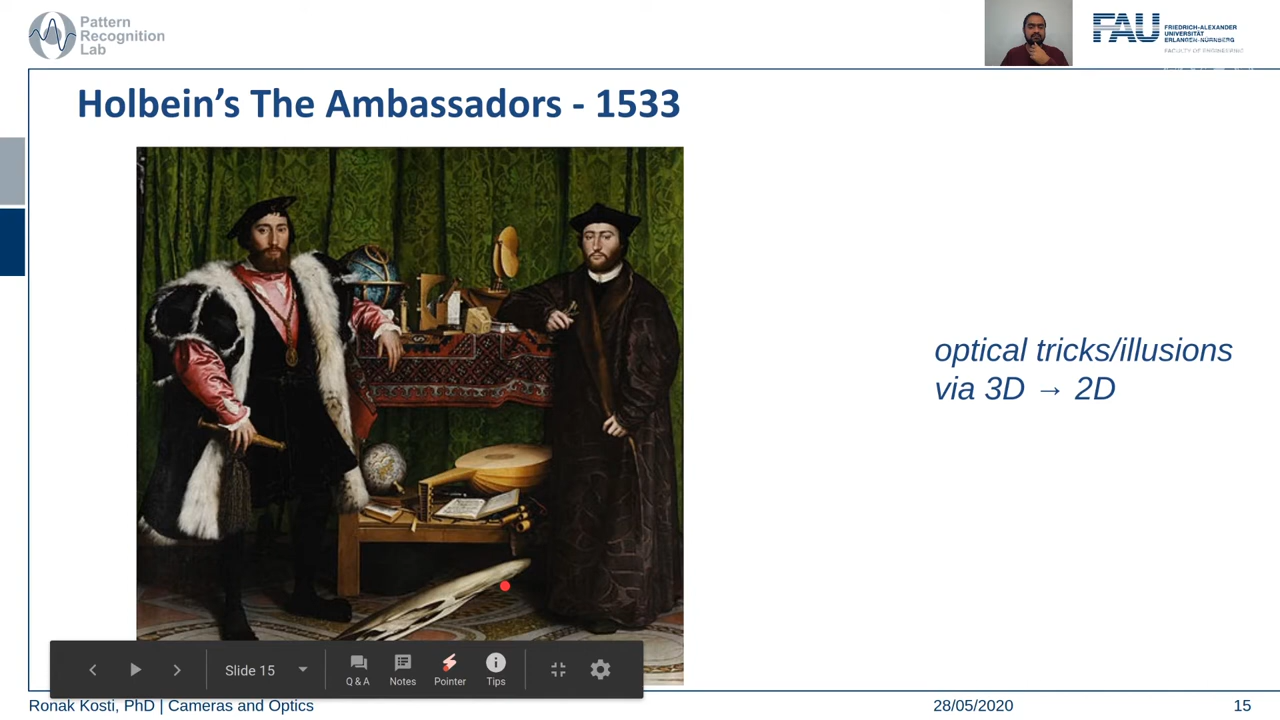 Pattern
Recognition
Lab
FAU
FRIEDRICH-ALEXANDER
UNIVERSITÄT
ERLANGEN-NÜRNBERG
FACULTY OF ENGINEERING
Holbein's The Ambassadors - 1533
optical tricks/illusions
via 3D → 2D
Slide 15
Q & A
Notes
Pointer
Tips
Ronak Kosti, PhD | Cameras and Optics
28/05/2020
15